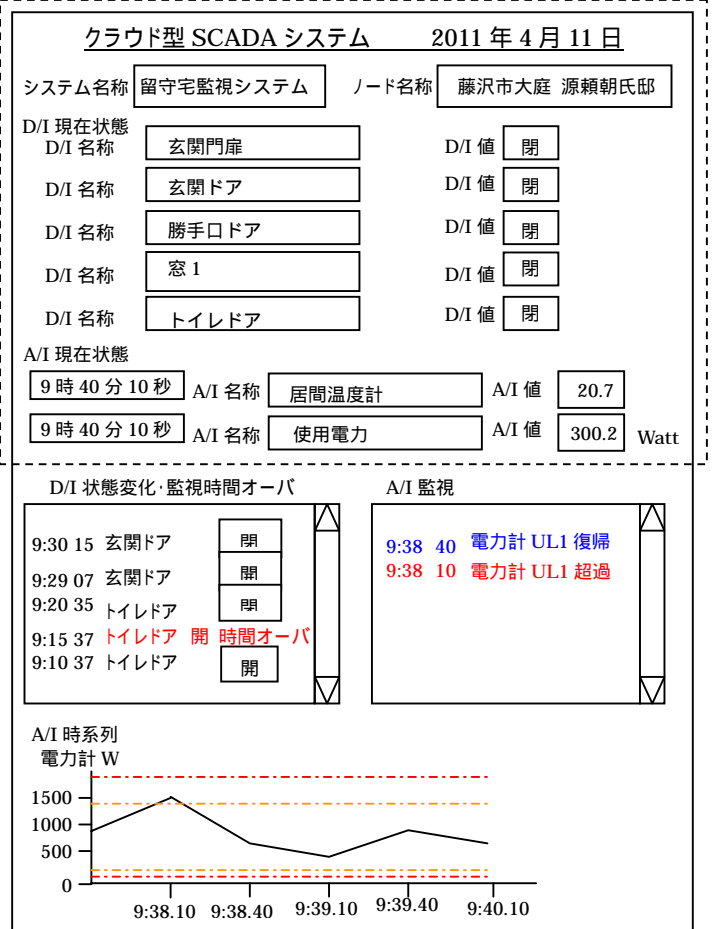 クラウド型 SCADA システム 2011 年 4 月 11 日
システム名称 留守宅監視システム ノード名称 藤沢市大庭 源頼朝氏邸
D/I 現在状態
D/I 名称 玄関門扉 D/I 値 閉
D/I 名称 玄関ドア D/I 値 閉
D/I 名称 勝手口ドア D/I 値 閉
D/I 名称 窓 1 D/I 値 閉
D/I 名称 トイレドア D/I 値 閉
A/I 現在状態
9 時 40 分 10 秒 A/I 名称 居間温度計 A/I 値 20.7
9 時 40 分 10 秒 A/I 名称 使用電力 A/I 値 300.2 Watt
D/I 状態変化・監視時間オーバ A/I 監視
9:30 15 玄関ドア 閉
9:29 07 玄関ドア 開
9:20 35 トイレドア 閉
9:15 37 トイレドア 開 時間オーバ
9:10 37 トイレドア 開
9:38 40 電力計 UL1 復帰
9:38 10 電力計 UL1 超過
A/I 時系列
電力計 W
1500
1000
500
0
9:38.10 9:38.40 9:39.10 9:39.40 9:40.10